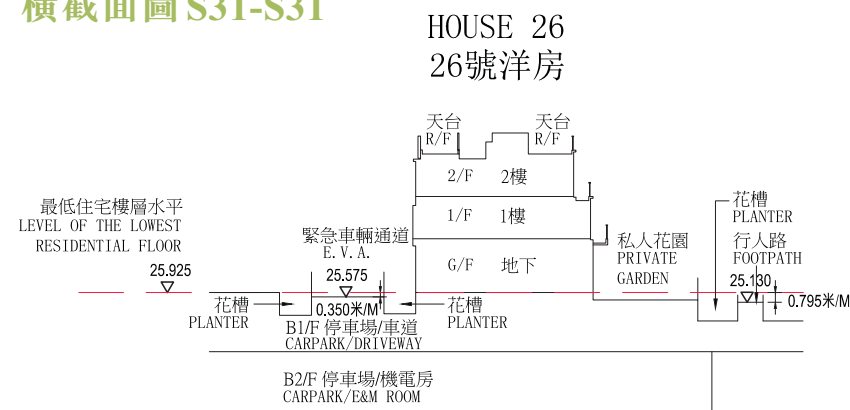 橫截面圖 S31-S31
HOUSE 26
26號洋房
天台
R/F
天台
R/F
2/F 2樓
1/F 1樓
G/F 地下
最低住宅樓層水平
LEVEL OF THE LOWEST
RESIDENTIAL FLOOR
25.925
緊急車輛通道
E.V.A.
25.575
0.350米/M
花槽
PLANTER
花槽
PLANTER
私人花園
PRIVATE
GARDEN
花槽
PLANTER
行人路
FOOTPATH
25.130
0.795米/M
B1/F 停車場/車道
CARPARK/DRIVEWAY
B2/F 停車場/機電房
CARPARK/E&M ROOM